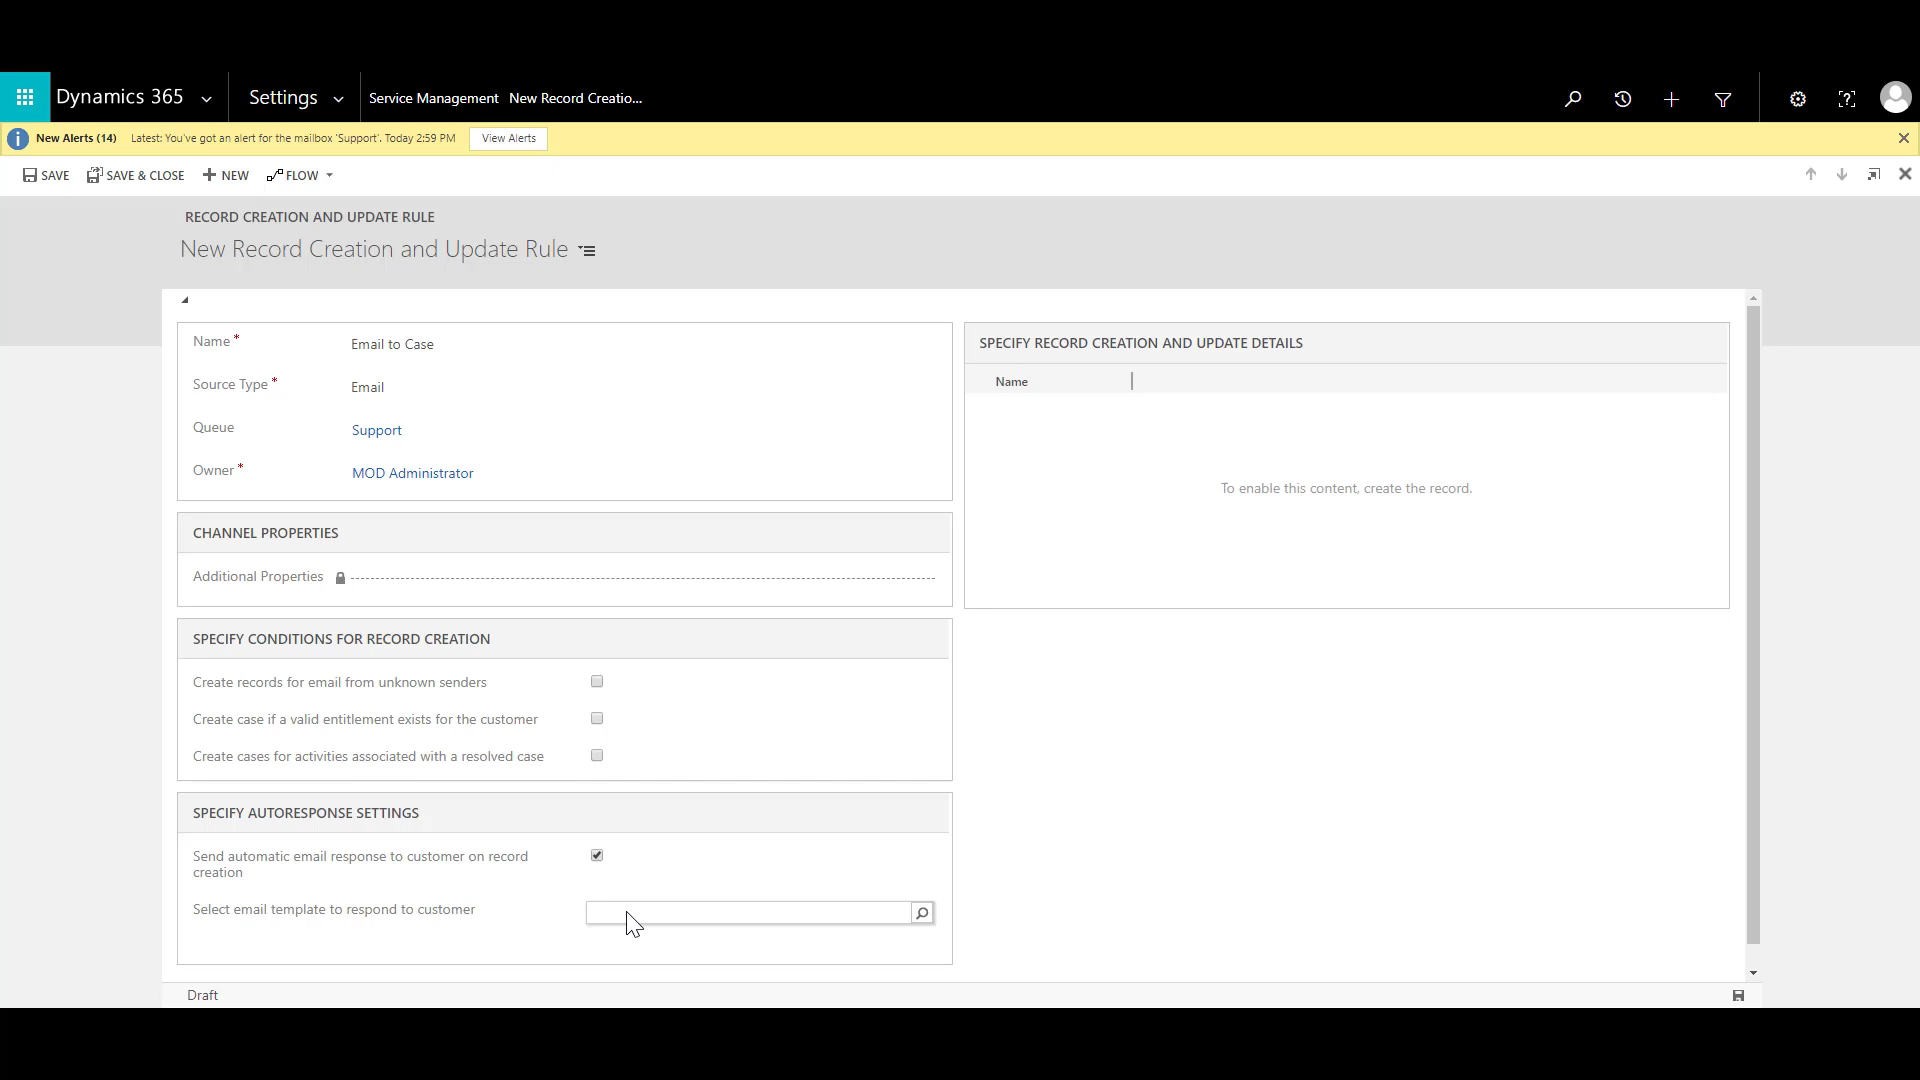 Dynamics 365 Settings Service Management New Record Creatio...
New Alerts (14) Latest: You've got an alert for the mailbox 'Support'. Today 2:59 PM View Alerts
SAVE SAVE & CLOSE NEW FLOW
RECORD CREATION AND UPDATE RULE
New Record Creation and Update Rule
Name *
Email to Case
Source Type *
Email
Queue
Support
Owner *
MOD Administrator
CHANNEL PROPERTIES
Additional Properties
SPECIFY CONDITIONS FOR RECORD CREATION
Create records for email from unknown senders
Create case if a valid entitlement exists for the customer
Create cases for activities associated with a resolved case
SPECIFY AUTORESPONSE SETTINGS
Send automatic email response to customer on record
creation
Select email template to respond to customer
SPECIFY RECORD CREATION AND UPDATE DETAILS
Name
To enable this content, create the record.
Draft